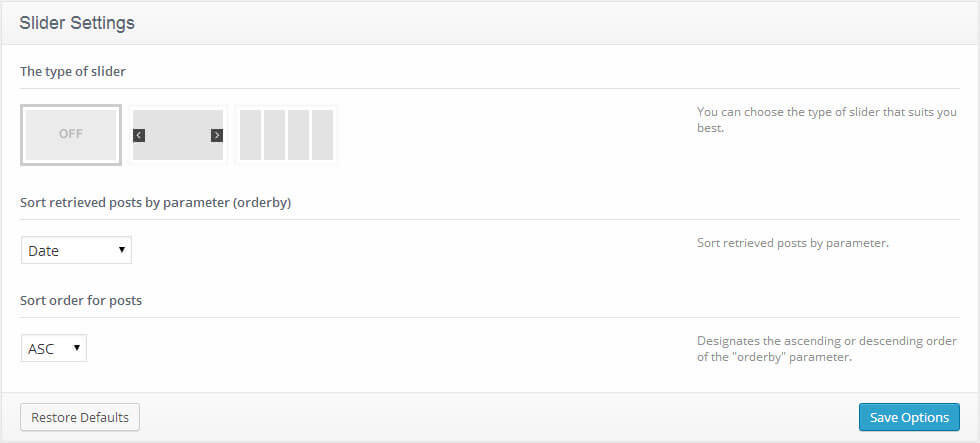 Slider Settings
The type of slider
OFF
You can choose the type of slider that suits you
best.
Sort retrieved posts by parameter (orderby)
Date
Sort retrieved posts by parameter.
Sort order for posts
ASC
Designates the ascending or descending order
of the "orderby" parameter.
Restore Defaults
Save Options